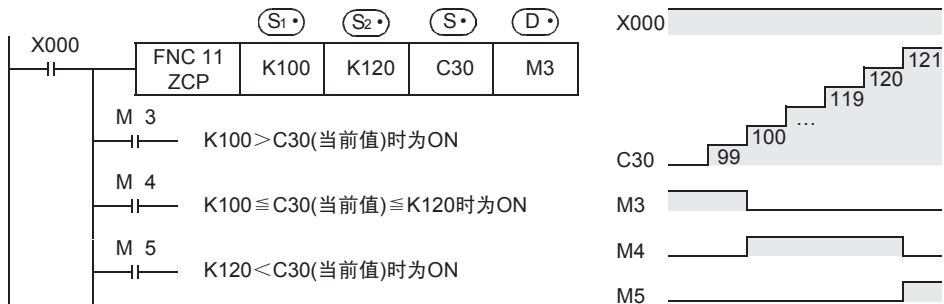 S1• S2• S• D•
X000
FNC 11 ZCP K100 K120 C30 M3
M 3
K100＞C30(当前值)时为ON
M 4
K100≦C30(当前值)≦K120时为ON
M 5
K120＜C30(当前值)时为ON
X000
121
120
119
…
100
99
C30
M3
M4
M5